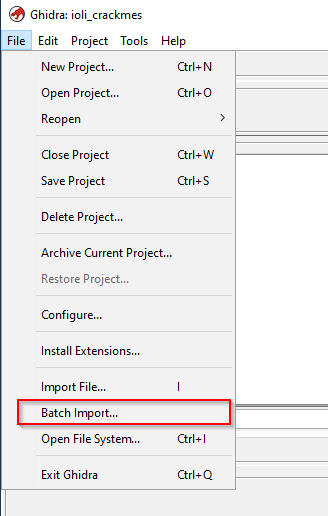 Ghidra: ioli_crackmes
File Edit Project Tools Help
New Project... Ctrl+N
Open Project... Ctrl+O
Reopen
Close Project Ctrl+W
Save Project Ctrl+S
Delete Project...
Archive Current Project...
Restore Project...
Configure...
Install Extensions...
Import File... I
Batch Import...
Open File System... Ctrl+I
Exit Ghidra Ctrl+Q